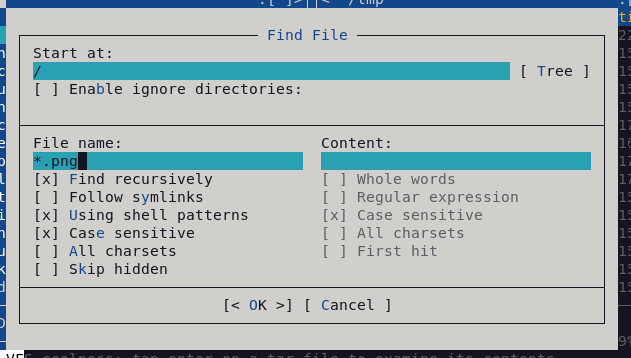 .[^]>┐
/tmp
Find File
Start at:
/ [ Tree ]
[ ] Enable ignore directories:
File name: Content:
*.png
[x] Find recursively [ ] Whole words
[ ] Follow symlinks [ ] Regular expression
[x] Using shell patterns [x] Case sensitive
[x] Case sensitive [ ] All charsets
[ ] All charsets [ ] First hit
[ ] Skip hidden
[< OK >] [ Cancel ]